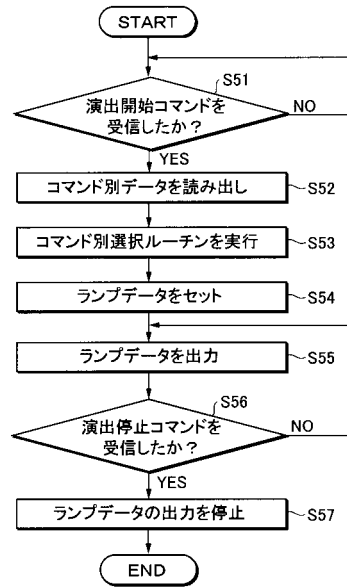 START
S51
演出開始コマンドを
受信したか？
NO
YES
コマンド別データを読み出し
S52
コマンド別選択ルーチンを実行
S53
ランプデータをセット
S54
ランプデータを出力
S55
S56
演出停止コマンドを
受信したか？
NO
YES
ランプデータの出力を停止
S57
END